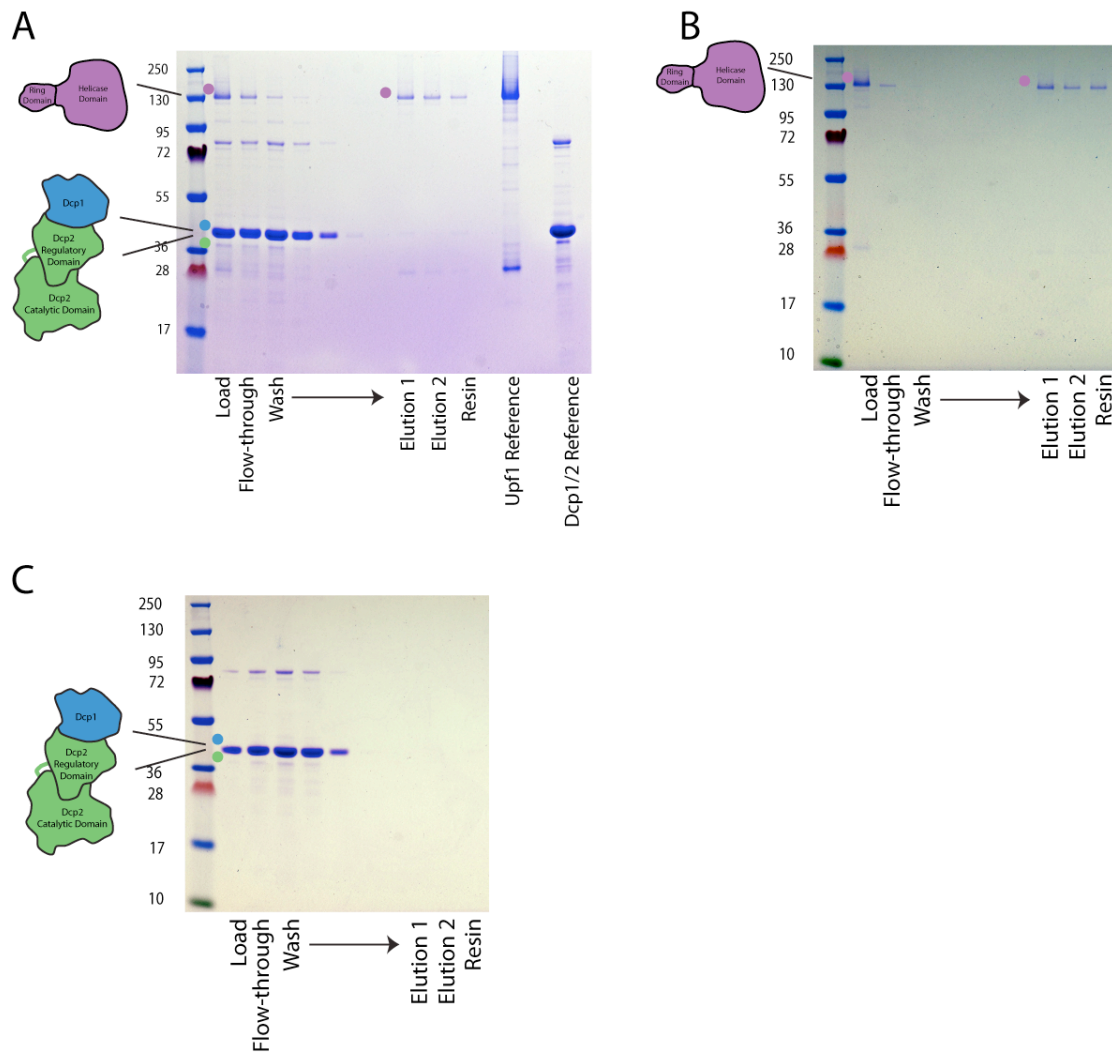 A
Ring
Domain
Helicase
Domain
Dcp1
Dcp2
Regulatory
Domain
Dcp2
Catalytic Domain
250
130
95
72
55
36
28
17
Load
Flow-through
Wash
Elution 1
Elution 2
Resin
Upf1 Reference
Dcp1/2 Reference
B
Ring
Domain
Helicase
Domain
250
130
95
72
55
36
28
17
10
Load
Flow-through
Wash
Elution 1
Elution 2
Resin
C
Dcp1
Dcp2
Regulatory
Domain
Dcp2
Catalytic Domain
250
130
95
72
55
36
28
17
10
Load
Flow-through
Wash
Elution 1
Elution 2
Resin